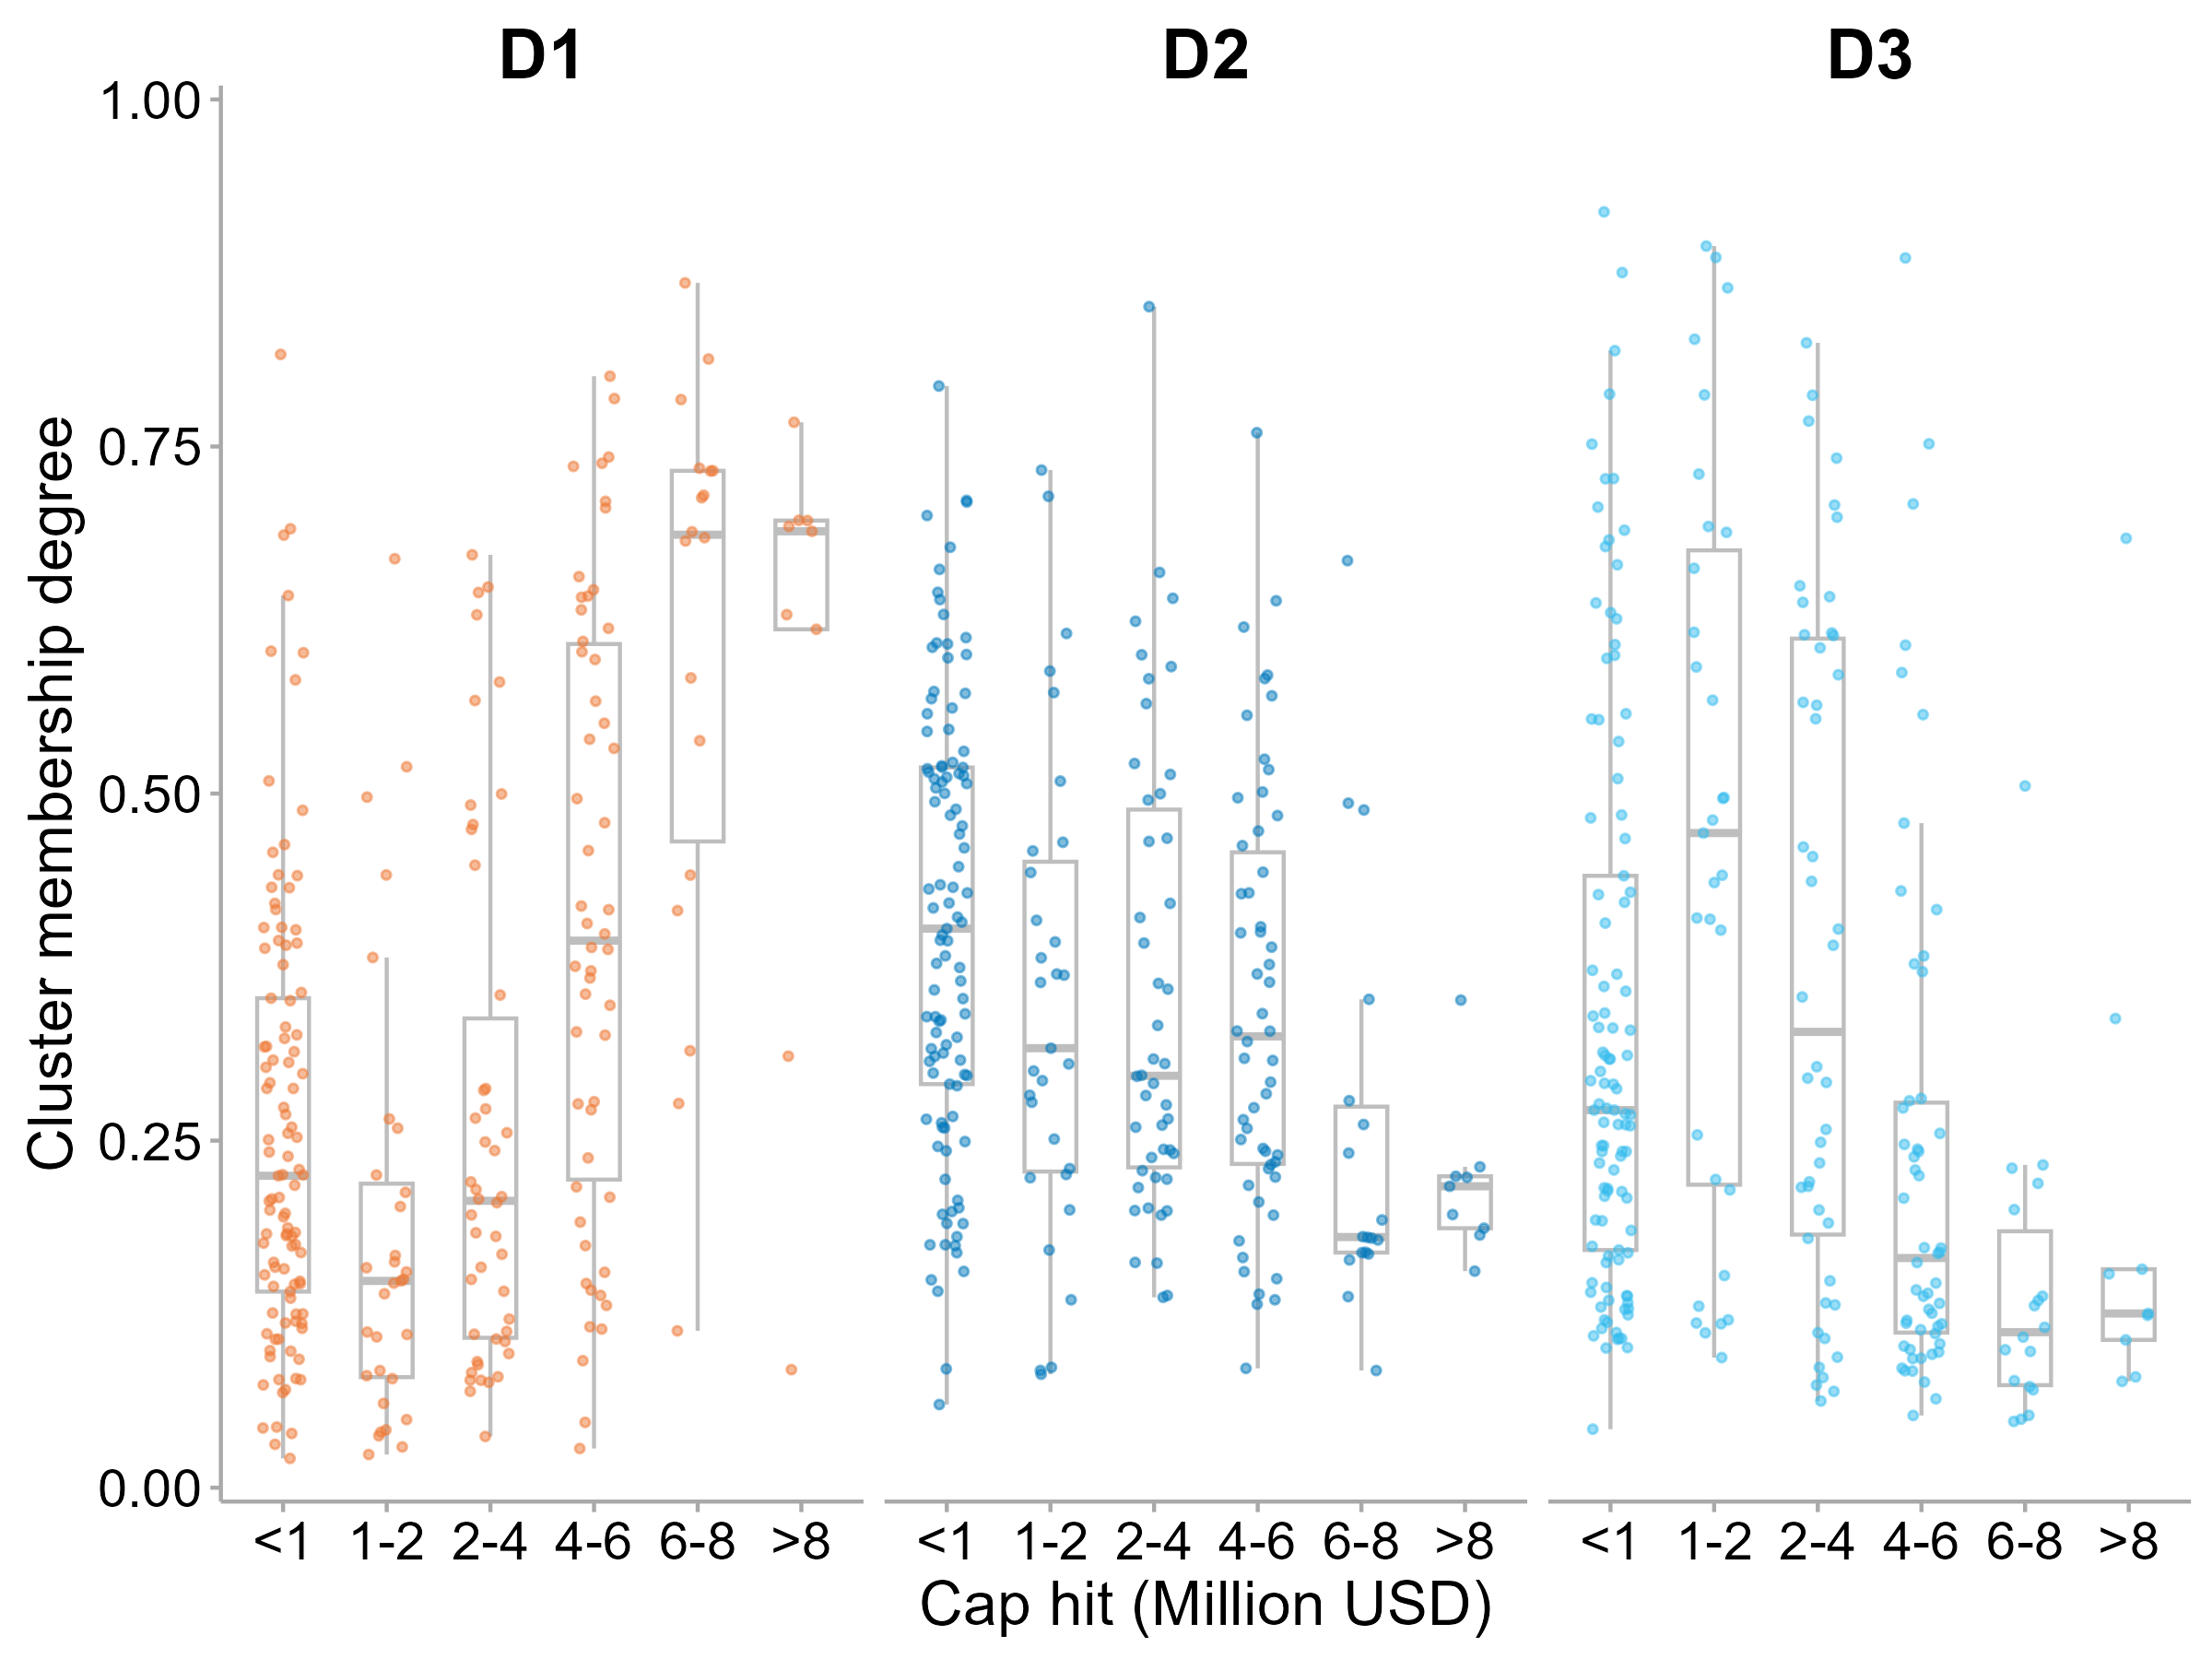 D1 D2 D3
Cluster membership degree
1.00
0.75
0.50
0.25
0.00
<1 1-2 2-4 4-6 6-8 >8 <1 1-2 2-4 4-6 6-8 >8 <1 1-2 2-4 4-6 6-8 >8
Cap hit (Million USD)